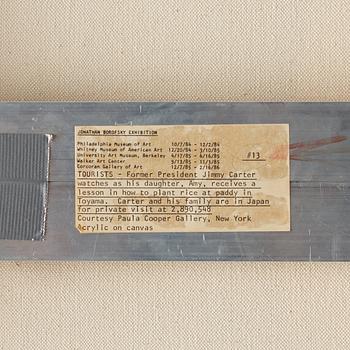 JONATHAN BOROFSKY EXHIBITION
Philadelphia Museum of Art 10/7/84 - 12/2/84
Whitney Museum of American Art 12/20/84 - 3/10/85
University Art Museum, Berkeley 4/17/85 - 6/16/85
Walker Art Center 9/13/85 - 11/3/85
Corcoran Gallery of Art 12/7/85 - 2/16/86
#13
TOURISTS - Former President Jimmy Carter
watches as his daughter, Amy, receives a
lesson in how to plant rice at paddy in
Toyama. Carter and his family are in Japan
for private visit at 2,890,548
Courtesy Paula Cooper Gallery, New York
Acrylic on canvas